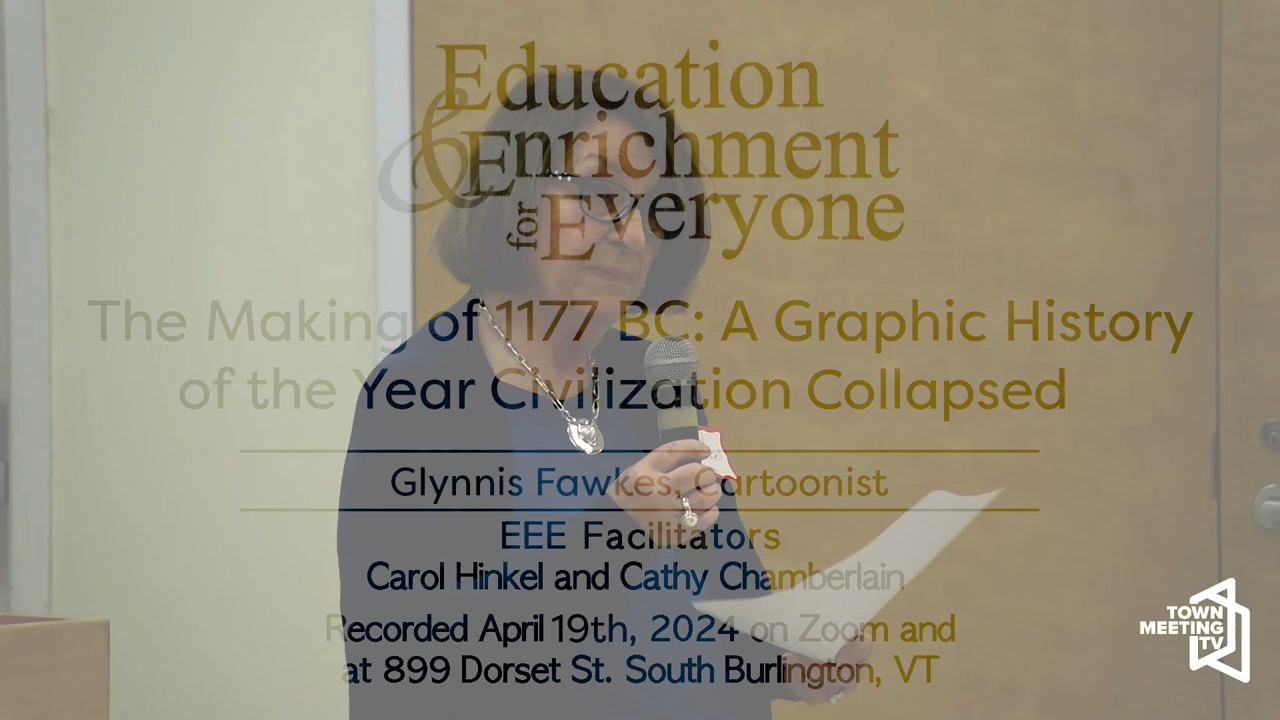 Education
& Enrichment
for Everyone
The Making of 1177 BC: A Graphic History
of the Year Civilization Collapsed
Glynnis Fawkes, Cartoonist
EEE Facilitators
Carol Hinkel and Cathy Chamberlain
Recorded April 19th, 2024 on Zoom and
at 899 Dorset St. South Burlington, VT
TOWN
MEETING
TV